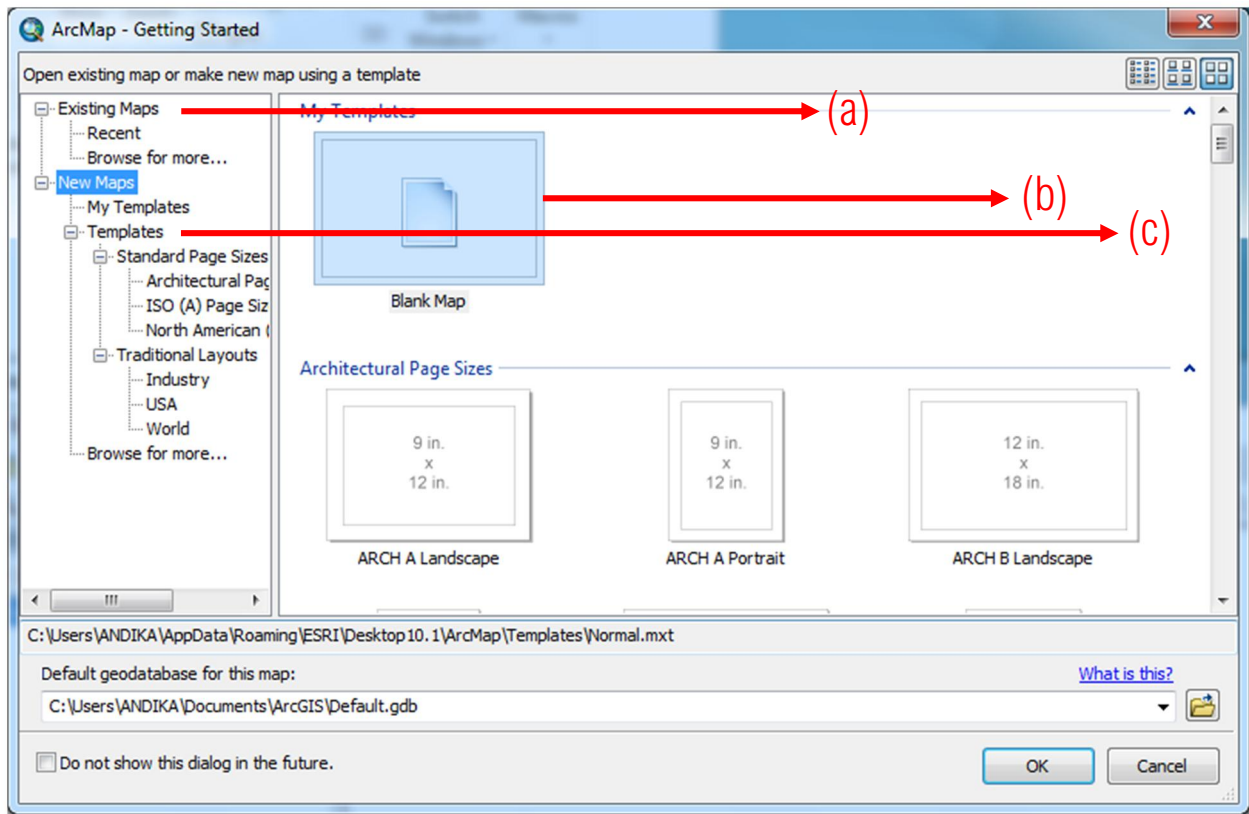 ArcMap - Getting Started
Open existing map or make new map using a template
Existing Maps
Recent
Browse for more...
New Maps
My Templates
Templates
Standard Page Sizes
Architectural Pag
ISO (A) Page Siz
North American (
Traditional Layouts
Industry
USA
World
Browse for more...
My Templates
(a)
(b)
(c)
Blank Map
Architectural Page Sizes
9 in.
x
12 in.
ARCH A Landscape
9 in.
x
12 in.
ARCH A Portrait
12 in.
x
18 in.
ARCH B Landscape
C:\Users\ANDIKA\AppData\Roaming\ESRI\Desktop10.1\ArcMap\Templates\Normal.mxt
Default geodatabase for this map:
What is this?
C:\Users\ANDIKA\Documents\ArcGIS\Default.gdb
Do not show this dialog in the future.
OK
Cancel